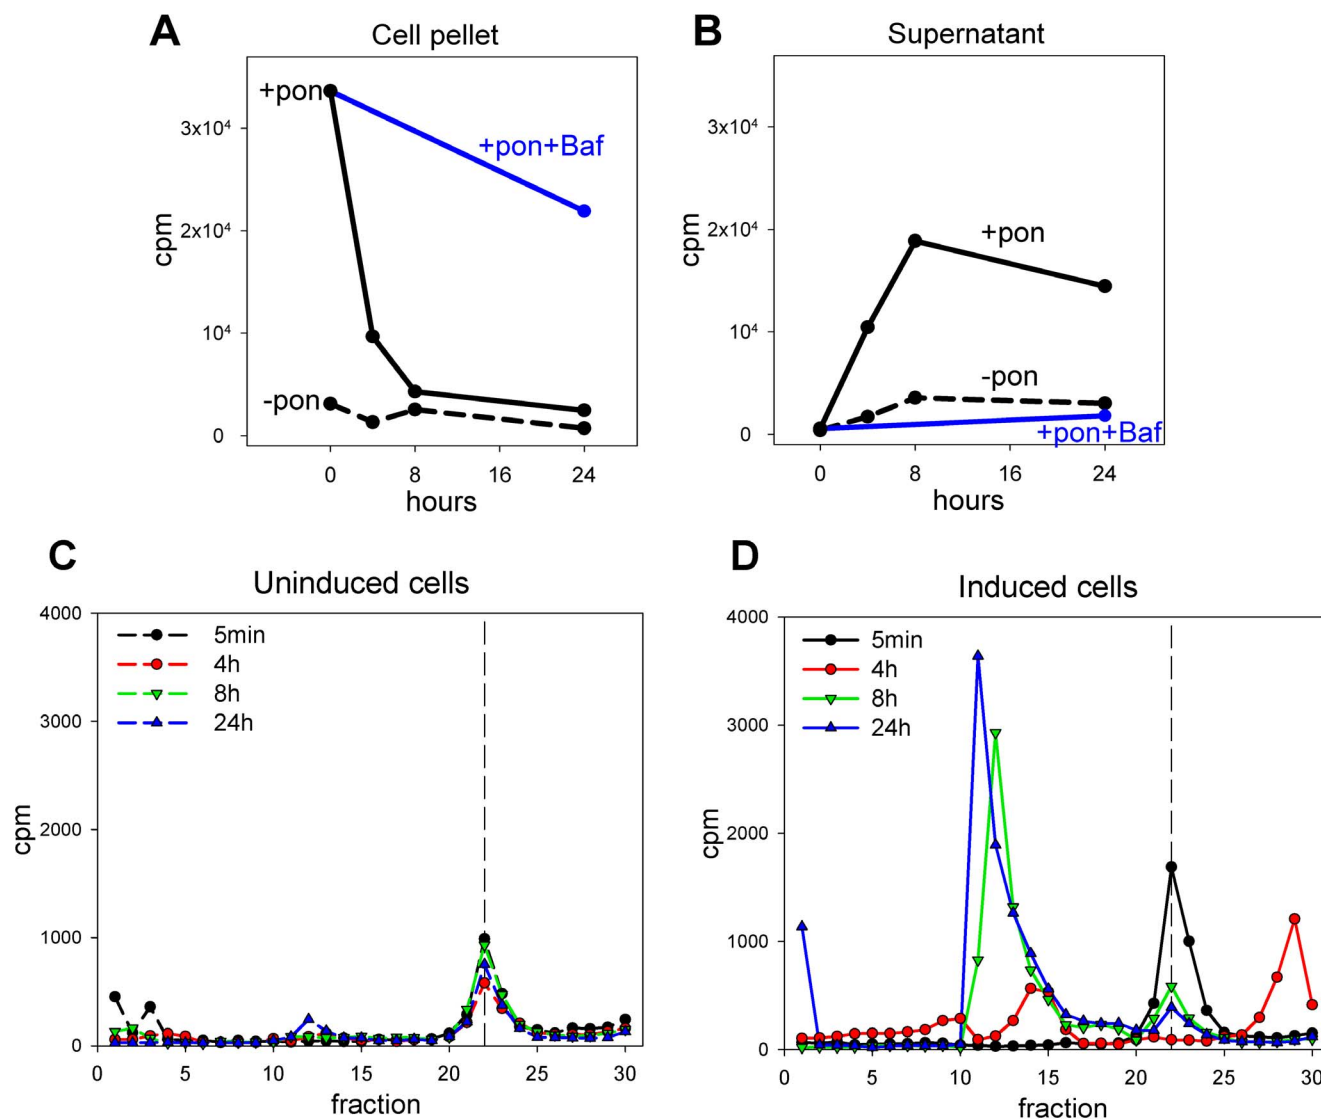 A
Cell pellet
+pon
3x10⁴
+pon+Baf
2x10⁴
cpm
10⁴
-pon
0
0 8 16 24
hours
B
Supernatant
3x10⁴
2x10⁴
+pon
cpm
10⁴
-pon
0
+pon+Baf
0 8 16 24
hours
C
Uninduced cells
4000
5min
4h
8h
24h
3000
2000
cpm
1000
0
0 5 10 15 20 25 30
fraction
D
Induced cells
4000
5min
4h
8h
24h
3000
2000
cpm
1000
0
0 5 10 15 20 25 30
fraction